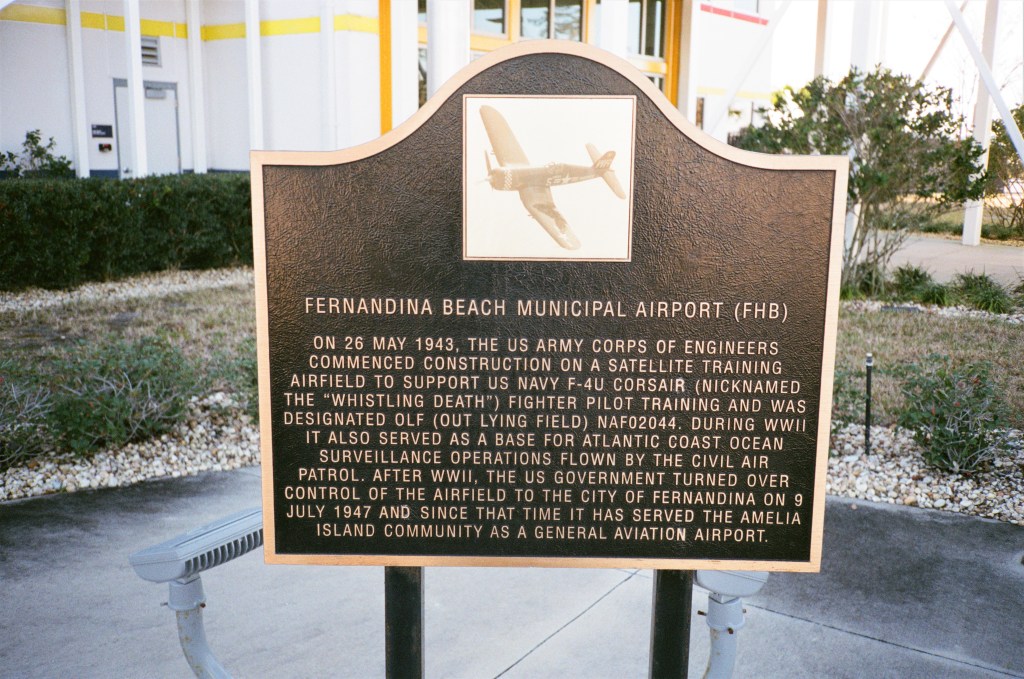 FERNANDINA BEACH MUNICIPAL AIRPORT (FHB)
ON 26 MAY 1943, THE US ARMY CORPS OF ENGINEERS
COMMENCED CONSTRUCTION ON A SATELLITE TRAINING
AIRFIELD TO SUPPORT US NAVY F-4U CORSAIR (NICKNAMED
THE “WHISTLING DEATH”) FIGHTER PILOT TRAINING AND WAS
DESIGNATED OLF (OUT LYING FIELD) NAF02044. DURING WWII
IT ALSO SERVED AS A BASE FOR ATLANTIC COAST OCEAN
SURVEILLANCE OPERATIONS FLOWN BY THE CIVIL AIR
PATROL. AFTER WWII, THE US GOVERNMENT TURNED OVER
CONTROL OF THE AIRFIELD TO THE CITY OF FERNANDINA ON 9
JULY 1947 AND SINCE THAT TIME IT HAS SERVED THE AMELIA
ISLAND COMMUNITY AS A GENERAL AVIATION AIRPORT.